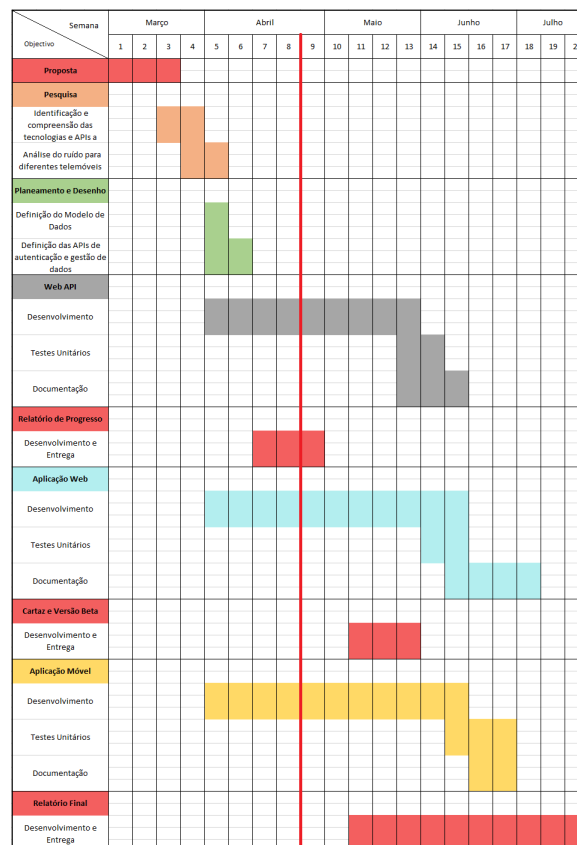 Semana
Objectivo
Março Abril Maio Junho Julho
1 2 3 4 5 6 7 8 9 10 11 12 13 14 15 16 17 18 19
Proposta
Pesquisa
Identificação e
compreensão das
tecnologias e APIs a
Análise do ruído para
diferentes telemóveis
Planeamento e Desenho
Definição do Modelo de
Dados
Definição das APIs de
autenticação e gestão de
dados
Web API
Desenvolvimento
Testes Unitários
Documentação
Relatório de Progresso
Desenvolvimento e
Entrega
Aplicação Web
Desenvolvimento
Testes Unitários
Documentação
Cartaz e Versão Beta
Desenvolvimento e
Entrega
Aplicação Móvel
Desenvolvimento
Testes Unitários
Documentação
Relatório Final
Desenvolvimento e
Entrega